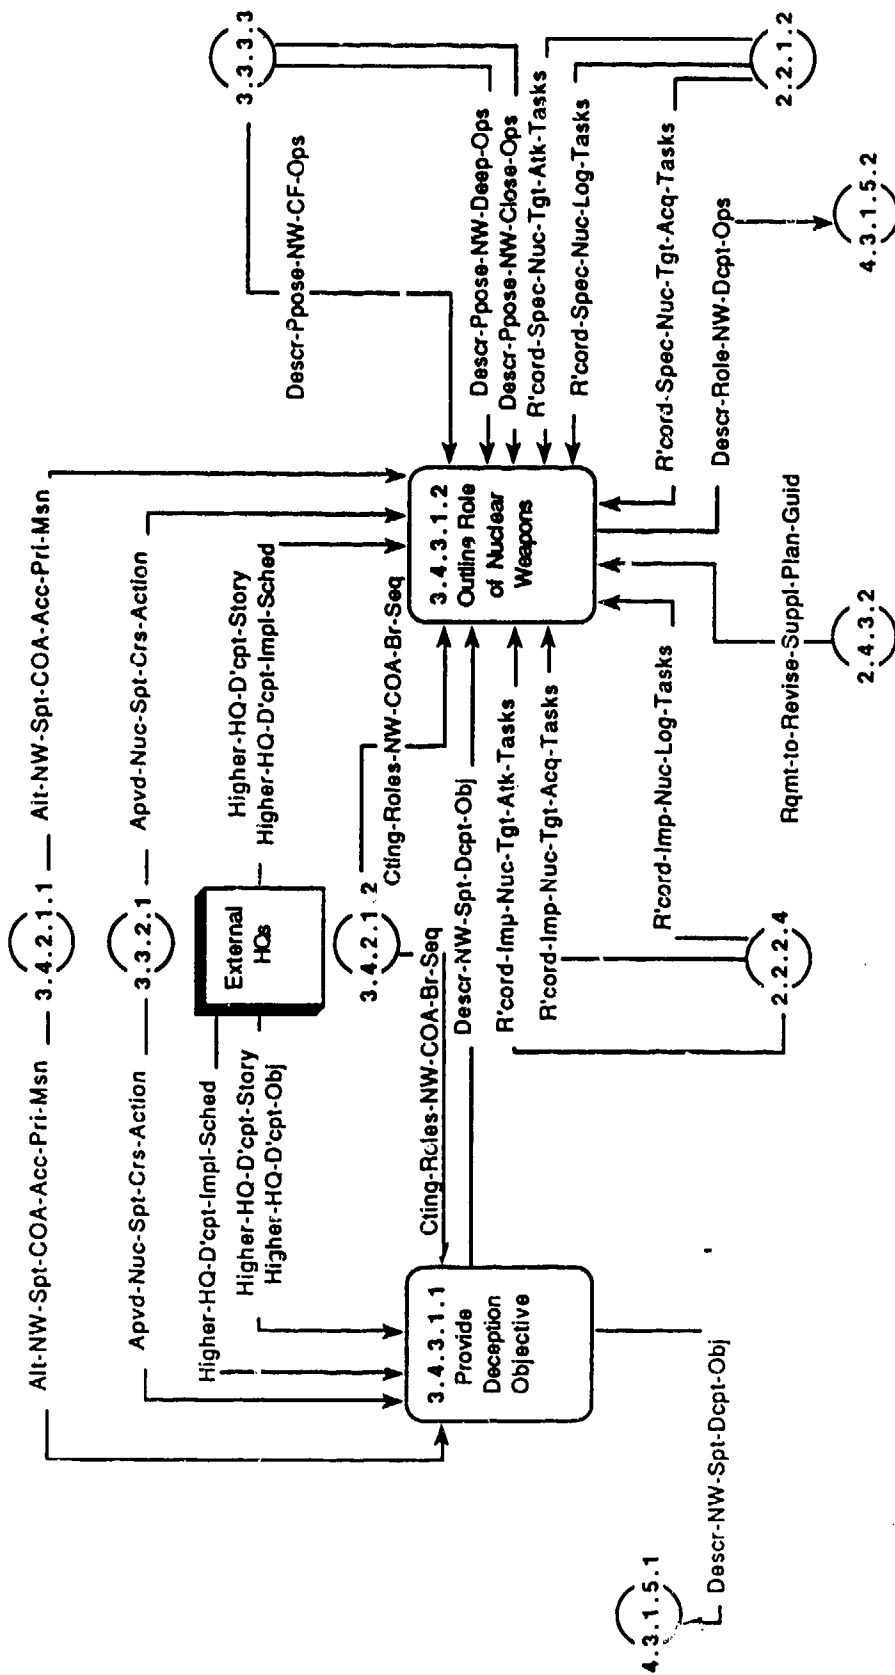 Alt-NW-Spt-COA-Acc-Pri-Msn
3.4.2.1.1
Alt-NW-Spt-COA-Acc-Pri-Msn
Apvd-Nuc-Spt-Crs-Action
3.3.2.1
Apvd-Nuc-Spt-Crs-Action
Higher-HQ-D'cpt-Impl-Sched
Higher-HQ-D'cpt-Story
Higher-HQ-D'cpt-Obj
External
HQs
Higher-HQ-D'cpt-Story
Higher-HQ-D'cpt-Impl-Sched
3.4.2.1.2
Cting-Roles-NW-COA-Br-Seq
Cting-Roles-NW-COA-Br-Seq
3.3.3.3
Descr-Ppose-NW-CF-Ops
3.4.3.1.1
Provide
Deception
Objective
Descr-NW-Spt-Dcpt-Obj
3.4.3.1.2
Outline Role
of Nuclear
Weapons
Descr-Ppose-NW-Deep-Ops
Descr-Ppose-NW-Close-Ops
R'cord-Spec-Nuc-Tgt-Atk-Tasks
R'cord-Spec-Nuc-Log-Tasks
R'cord-Imp-Nuc-Tgt-Atk-Tasks
R'cord-Imp-Nuc-Tgt-Acq-Tasks
R'cord-Imp-Nuc-Log-Tasks
R'cord-Spec-Nuc-Tgt-Acq-Tasks
Descr-Role-NW-Dcpt-Ops
2.2.1.2
4.3.1.5.1
Descr-NW-Spt-Dcpt-Obj
2.2.2.4
Rqmt-to-Revise-Suppl-Plan-Guid
2.4.3.2
4.3.1.5.2